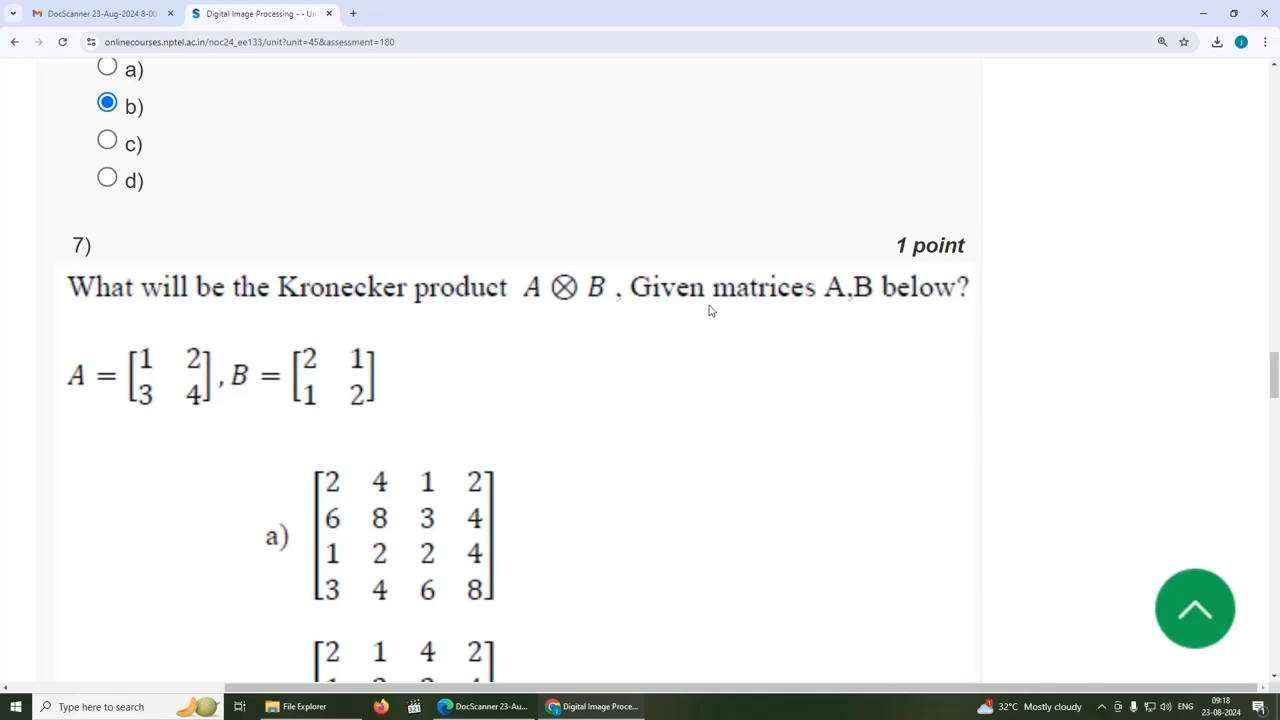 DocScanner 23-Aug-2024 8-00
Digital Image Processing - - Un
onlinecourses.nptel.ac.in/noc24_ee133/unit?unit=45&assessment=180
a)
b)
c)
d)
7) 1 point
What will be the Kronecker product A ⊗ B , Given matrices A,B below?
A = [1 2
3 4] , B = [2 1
1 2]
a) [2 4 1 2
6 8 3 4
1 2 2 4
3 4 6 8]
[2 1 4 2]
Type here to search
File Explorer
DocScanner 23-Aug...
Digital Image Proce...
32°C Mostly cloudy
ENG
09:18
23-08-2024